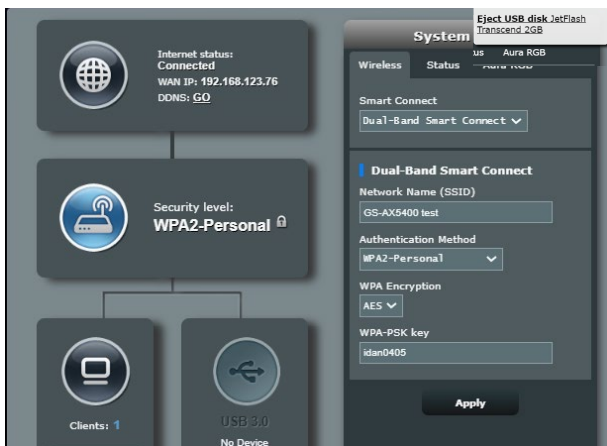 Internet status:
Connected
WAN IP: 192.168.123.76
DDNS: GO
Security level:
WPA2-Personal
Clients: 1
USB 3.0
No Device
System
Eject USB disk JetFlash
Transcend 2GB
us Aura RGB
Wireless Status
Smart Connect
Dual-Band Smart Connect
Dual-Band Smart Connect
Network Name (SSID)
GS-AX5400 test
Authentication Method
WPA2-Personal
WPA Encryption
AES
WPA-PSK key
idan0405
Apply